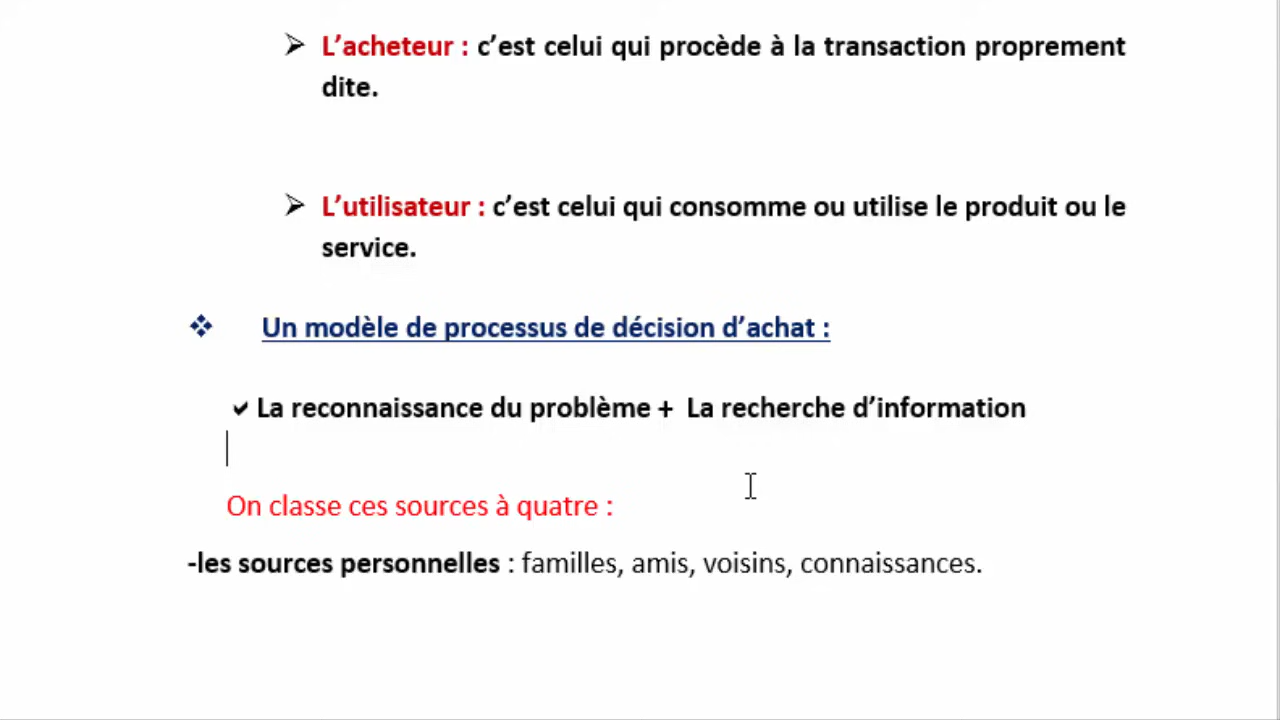 L’acheteur : c’est celui qui procède à la transaction proprement
dite.
L’utilisateur : c’est celui qui consomme ou utilise le produit ou le
service.
Un modèle de processus de décision d’achat :
La reconnaissance du problème + La recherche d’information
On classe ces sources à quatre :
-les sources personnelles : familles, amis, voisins, connaissances.